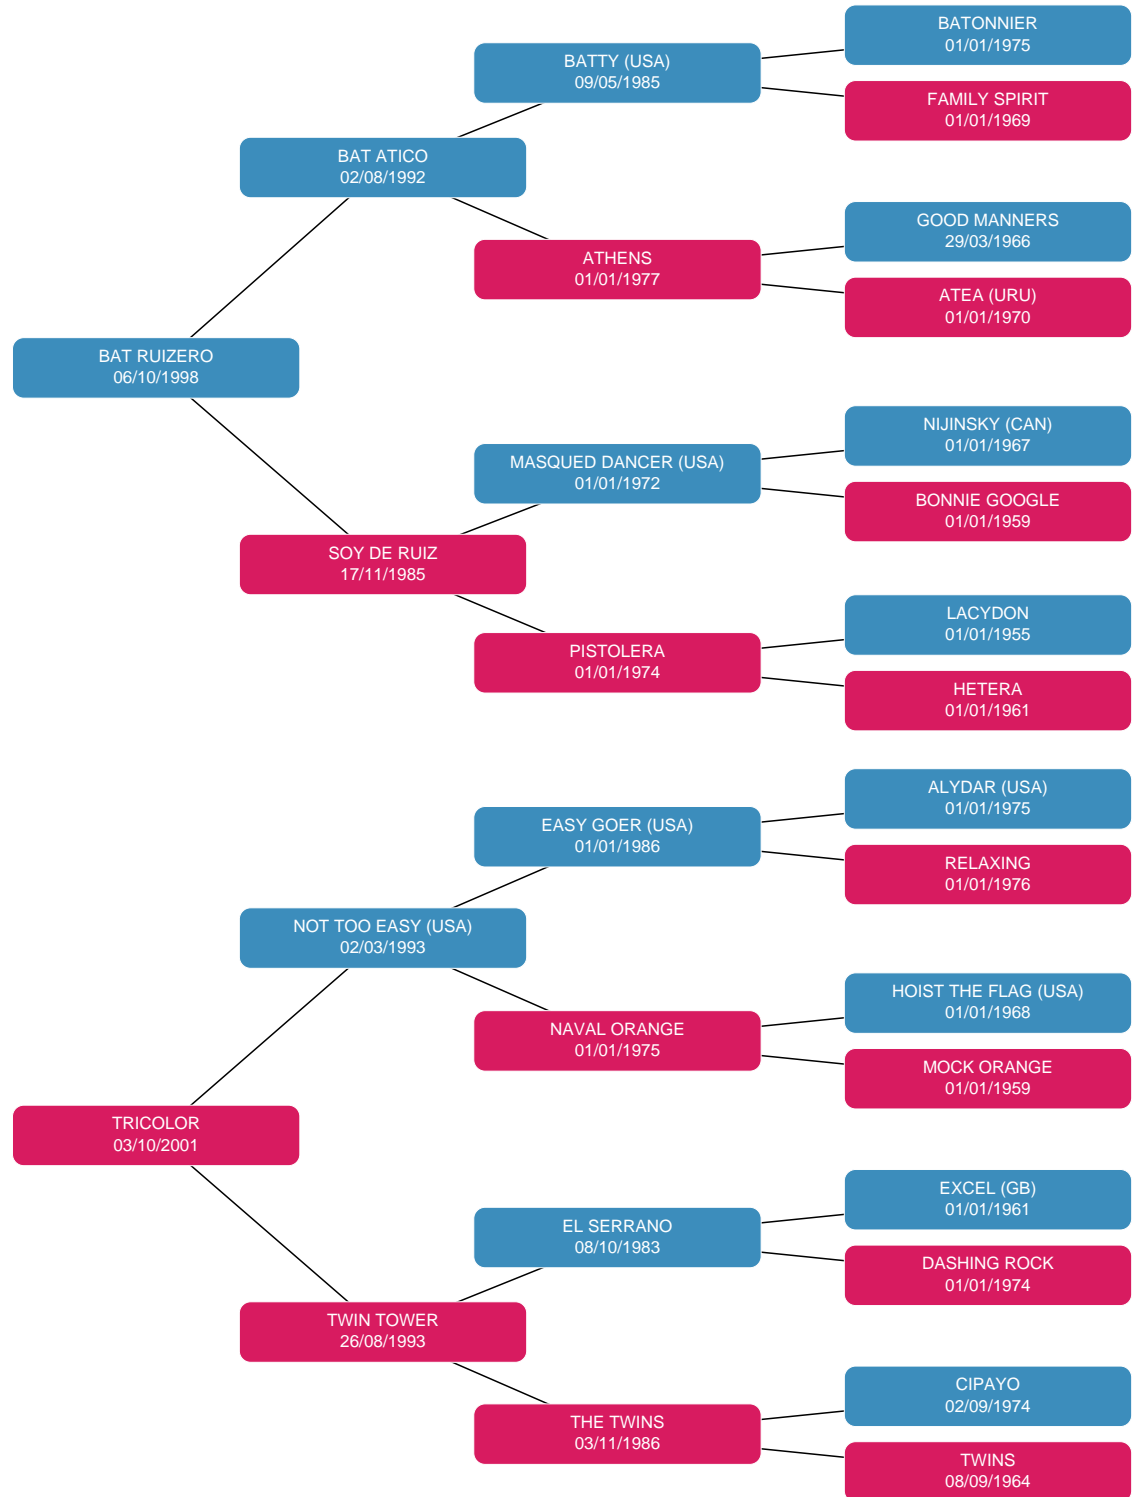 BATONNIER
01/01/1975
BATTY (USA)
09/05/1985
FAMILY SPIRIT
01/01/1969
BAT ATICO
02/08/1992
GOOD MANNERS
29/03/1966
ATHENS
01/01/1977
ATEA (URU)
01/01/1970
BAT RUIZERO
06/10/1998
NIJINSKY (CAN)
01/01/1967
MASQUED DANCER (USA)
01/01/1972
BONNIE GOOGLE
01/01/1959
SOY DE RUIZ
17/11/1985
LACYDON
01/01/1955
PISTOLERA
01/01/1974
HETERA
01/01/1961
ALYDAR (USA)
01/01/1975
EASY GOER (USA)
01/01/1986
RELAXING
01/01/1976
NOT TOO EASY (USA)
02/03/1993
HOIST THE FLAG (USA)
01/01/1968
NAVAL ORANGE
01/01/1975
MOCK ORANGE
01/01/1959
TRICOLOR
03/10/2001
EXCEL (GB)
01/01/1961
EL SERRANO
08/10/1983
DASHING ROCK
01/01/1974
TWIN TOWER
26/08/1993
CIPAYO
02/09/1974
THE TWINS
03/11/1986
TWINS
08/09/1964